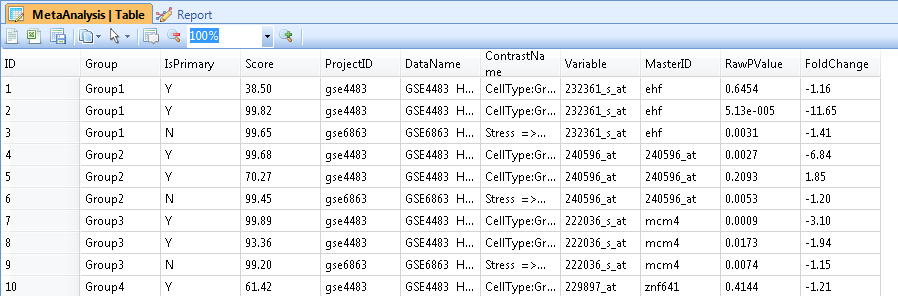 MetaAnalysis | Table Report
100%
ID Group IsPrimary Score ProjectID DataName ContrastNa
me Variable MasterID RawPValue FoldChange
1 Group1 Y 38.50 gse4483 GSE4483 H... CellType:Gr... 232361_s_at ehf 0.6454 -1.16
2 Group1 Y 99.82 gse4483 GSE4483 H... CellType:Gr... 232361_s_at ehf 5.13e-005 -11.65
3 Group1 N 99.65 gse6863 GSE6863 H... Stress =>... 232361_s_at ehf 0.0031 -1.41
4 Group2 Y 99.68 gse4483 GSE4483 H... CellType:Gr... 240596_at 240596_at 0.0027 -6.84
5 Group2 Y 70.27 gse4483 GSE4483 H... CellType:Gr... 240596_at 240596_at 0.2093 1.85
6 Group2 N 99.45 gse6863 GSE6863 H... Stress =>... 240596_at 240596_at 0.0053 -1.20
7 Group3 Y 99.89 gse4483 GSE4483 H... CellType:Gr... 222036_s_at mcm4 0.0009 -3.10
8 Group3 Y 93.36 gse4483 GSE4483 H... CellType:Gr... 222036_s_at mcm4 0.0173 -1.94
9 Group3 N 99.20 gse6863 GSE6863 H... Stress =>... 222036_s_at mcm4 0.0074 -1.15
10 Group4 Y 61.42 gse4483 GSE4483 H... CellType:Gr... 229897_at znf641 0.4144 -1.21